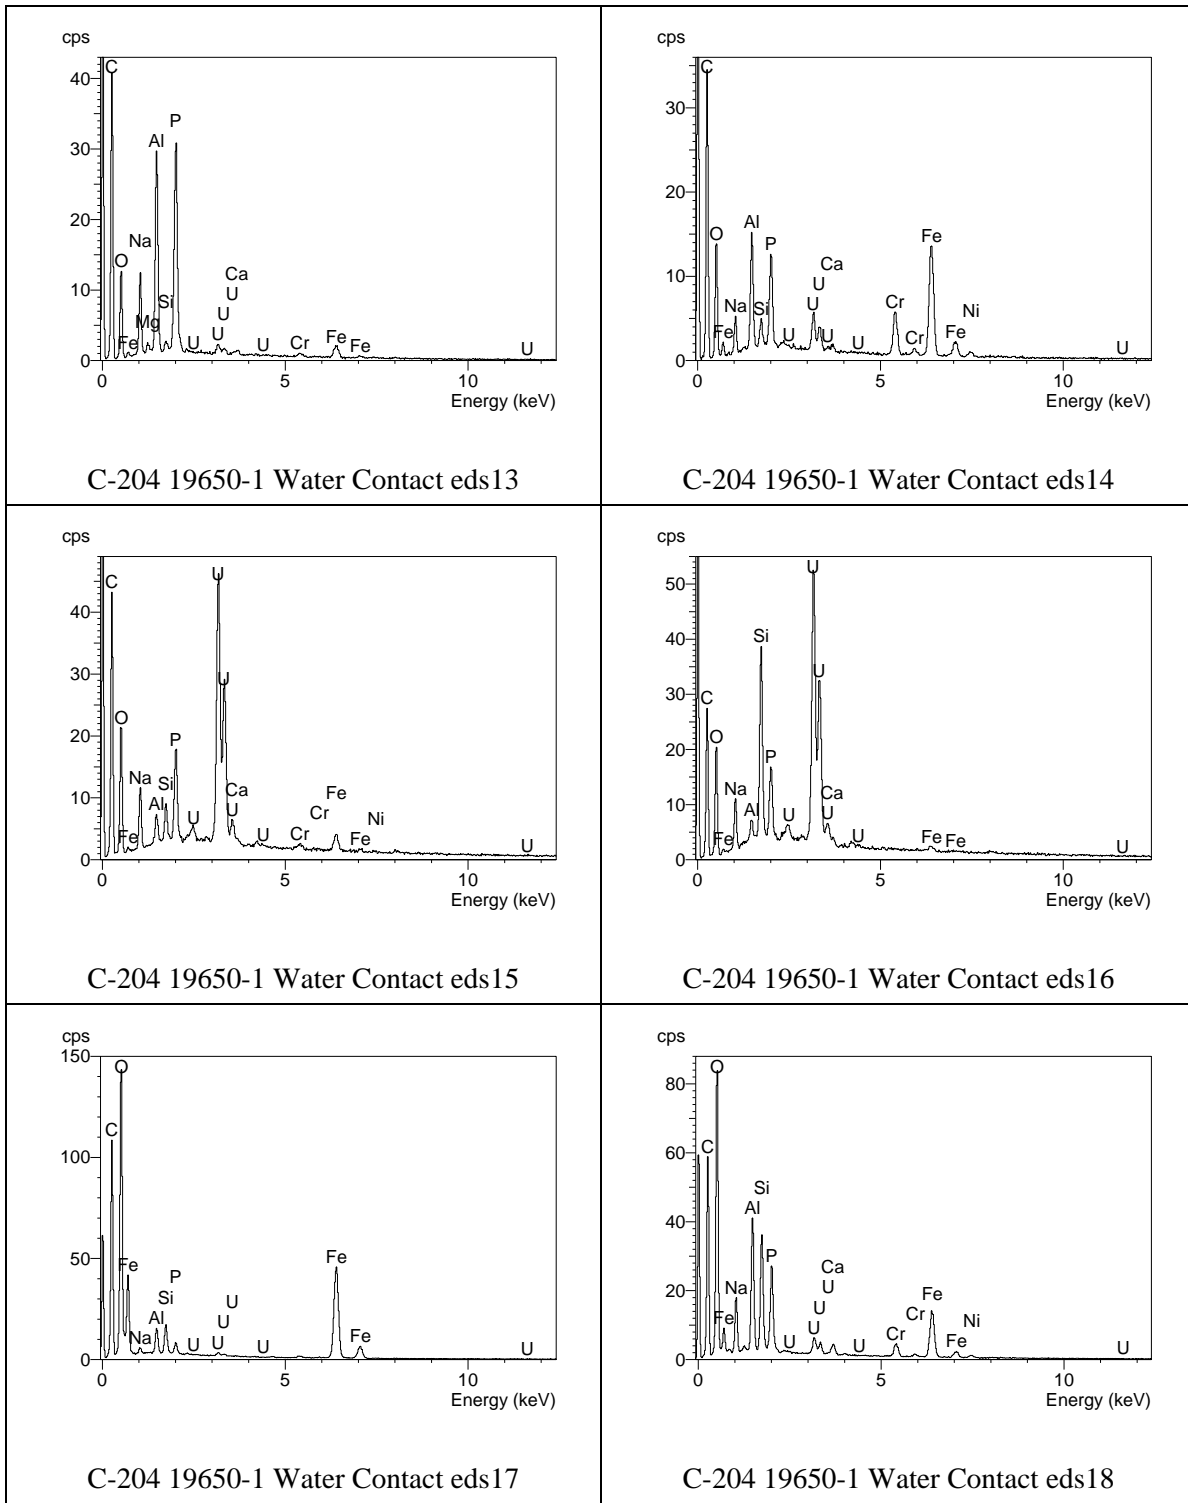 cps
40
30
20
10
0
C
P
Al
Na
O
Ca
U
Si
U
Mg
Fe
U
U
U
Cr
Fe
Fe
U
0
5
10
Energy (keV)
C-204 19650-1 Water Contact eds13
cps
30
20
10
0
C
O
Al
P
Fe
Ca
U
U
Na
Si
Fe
U
U
Cr
Cr
Fe
Ni
U
0
5
10
Energy (keV)
C-204 19650-1 Water Contact eds14
cps
40
30
20
10
0
C
U
U
O
P
Na
Si
Al
Fe
U
Ca
U
U
Fe
Cr
Cr
Fe
Ni
U
0
5
10
Energy (keV)
C-204 19650-1 Water Contact eds15
cps
50
40
30
20
10
0
U
Si
U
C
O
P
Na
Al
Fe
U
Ca
U
U
Fe
Fe
U
0
5
10
Energy (keV)
C-204 19650-1 Water Contact eds16
cps
150
100
50
0
O
C
Fe
P
Si
Al
Na
U
U
U
U
U
Fe
Fe
U
0
5
10
Energy (keV)
C-204 19650-1 Water Contact eds17
cps
80
60
40
20
0
O
C
Si
Al
P
Na
Fe
U
Ca
U
U
U
U
Fe
Cr
Cr
Fe
Ni
U
0
5
10
Energy (keV)
C-204 19650-1 Water Contact eds18